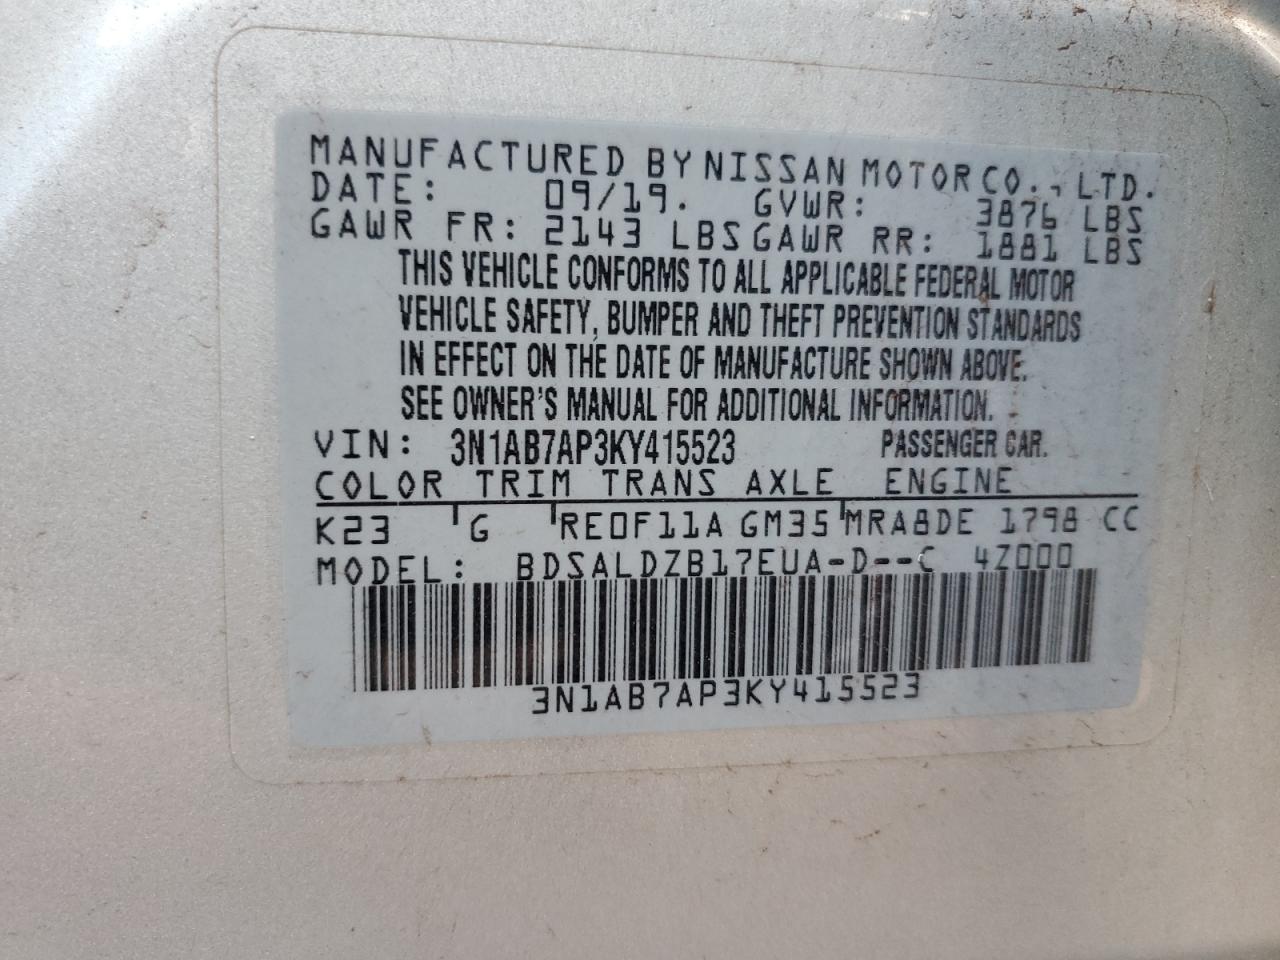 MANUFACTURED BY NISSAN MOTOR CO., LTD.
DATE: 09/19. GVWR: 3876 LBS
GAWR FR: 2143 LBS GAWR RR: 1881 LBS
THIS VEHICLE CONFORMS TO ALL APPLICABLE FEDERAL MOTOR
VEHICLE SAFETY, BUMPER AND THEFT PREVENTION STANDARDS
IN EFFECT ON THE DATE OF MANUFACTURE SHOWN ABOVE.
SEE OWNER'S MANUAL FOR ADDITIONAL INFORMATION.
VIN: 3N1AB7AP3KY415523 PASSENGER CAR.
COLOR TRIM TRANS AXLE ENGINE
K23 G RE0F11A GM35 MRA8DE 1798 CC
MODEL: BDSALDZB17EUA-D--C 4Z000
3N1AB7AP3KY415523